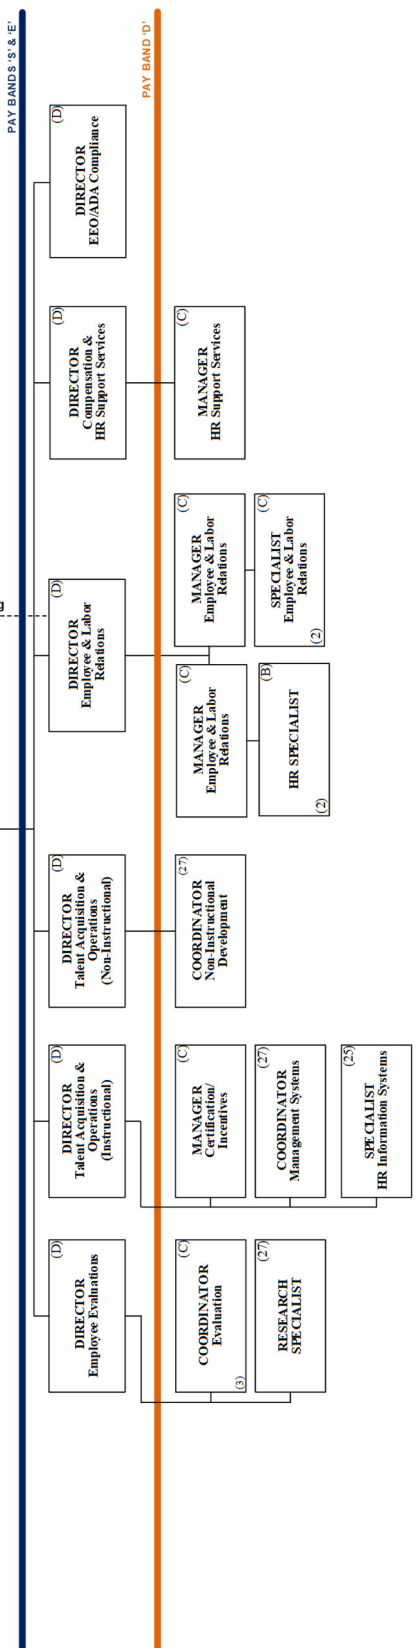 PAY BANDS ‘S’ & ‘E’
PAY BAND ‘D’
(D)
DIRECTOR
Employee Evaluations
(D)
DIRECTOR
Talent Acquisition &
Operations
(Instructional)
(D)
DIRECTOR
Talent Acquisition &
Operations
(Non-Instructional)
(D)
DIRECTOR
Employee & Labor
Relations
(D)
DIRECTOR
Compensation &
HR Support Services
(D)
DIRECTOR
EEO/ADA Compliance
(C)
COORDINATOR
Evaluation
(3)
(27)
RESEARCH
SPECIALIST
(C)
MANAGER
Certification/
Incentives
(27)
COORDINATOR
Management Systems
(25)
SPECIALIST
HR Information Systems
(27)
COORDINATOR
Non-Instructional
Development
(C)
MANAGER
Employee & Labor
Relations
(B)
HR SPECIALIST
(2)
(C)
MANAGER
Employee & Labor
Relations
(C)
SPECIALIST
Employee & Labor
Relations
(2)
(C)
MANAGER
HR Support Services